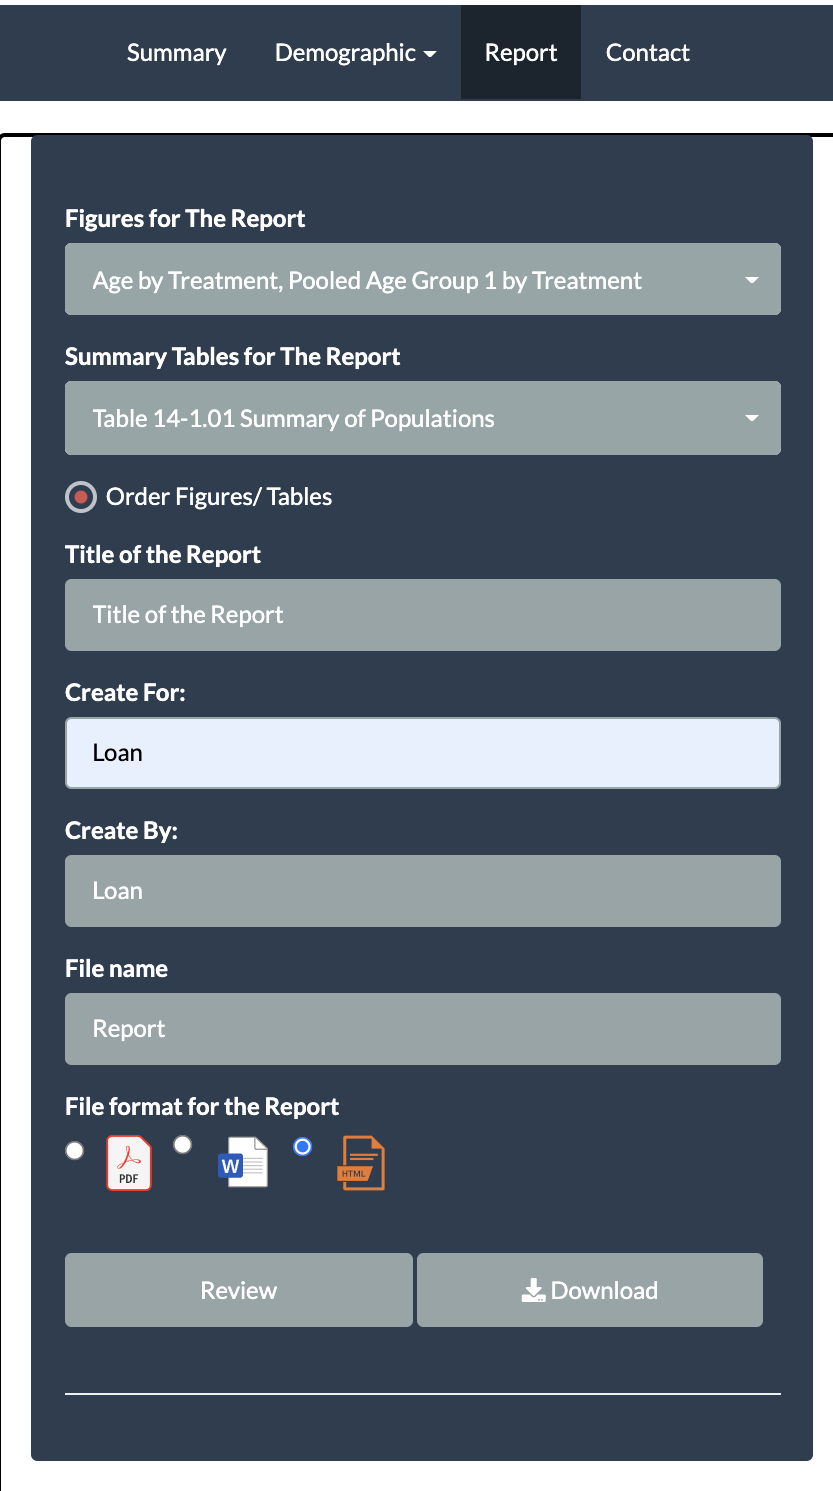 Summary Demographic Report Contact
Figures for The Report
Age by Treatment, Pooled Age Group 1 by Treatment
Summary Tables for The Report
Table 14-1.01 Summary of Populations
Order Figures/ Tables
Title of the Report
Title of the Report
Create For:
Loan
Create By:
Loan
File name
Report
File format for the Report
PDF W HTML
Review Download